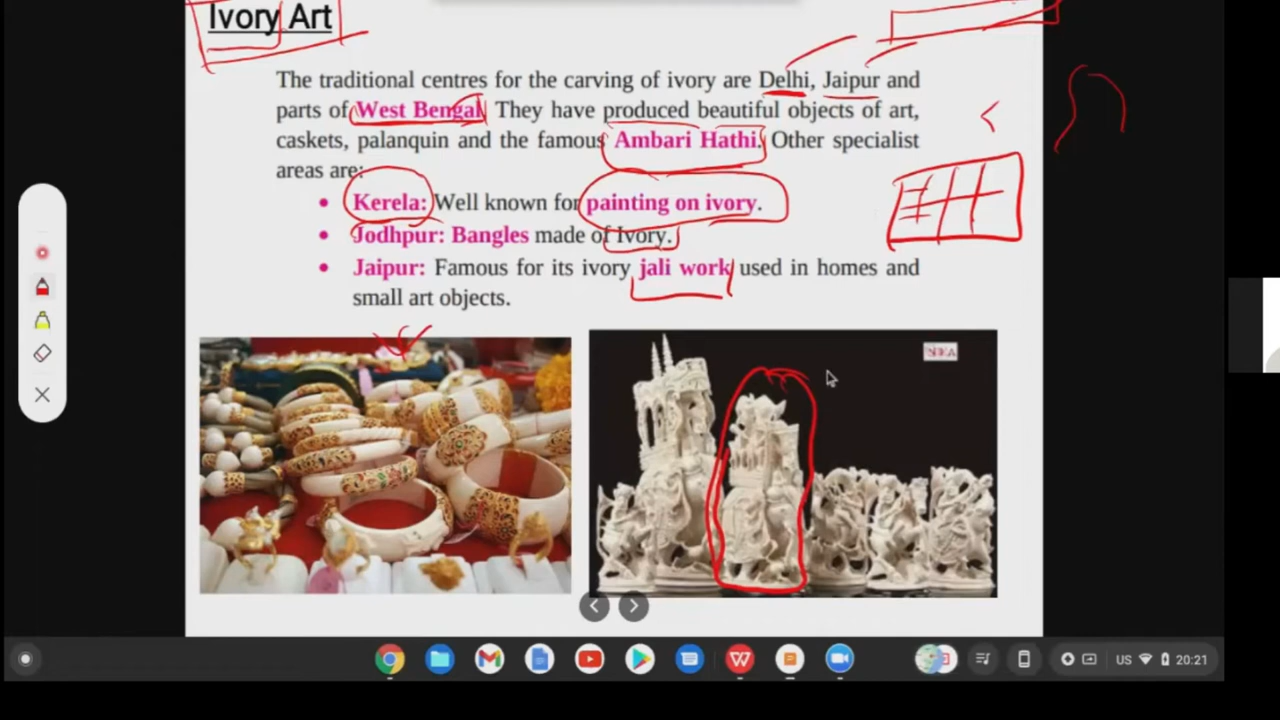 Ivory Art
The traditional centres for the carving of ivory are Delhi, Jaipur and
parts of West Bengal. They have produced beautiful objects of art,
caskets, palanquin and the famous Ambari Hathi. Other specialist
areas are:
• Kerela: Well known for painting on ivory.
• Jodhpur: Bangles made of Ivory.
• Jaipur: Famous for its ivory jali work used in homes and
small art objects.
US 20:21